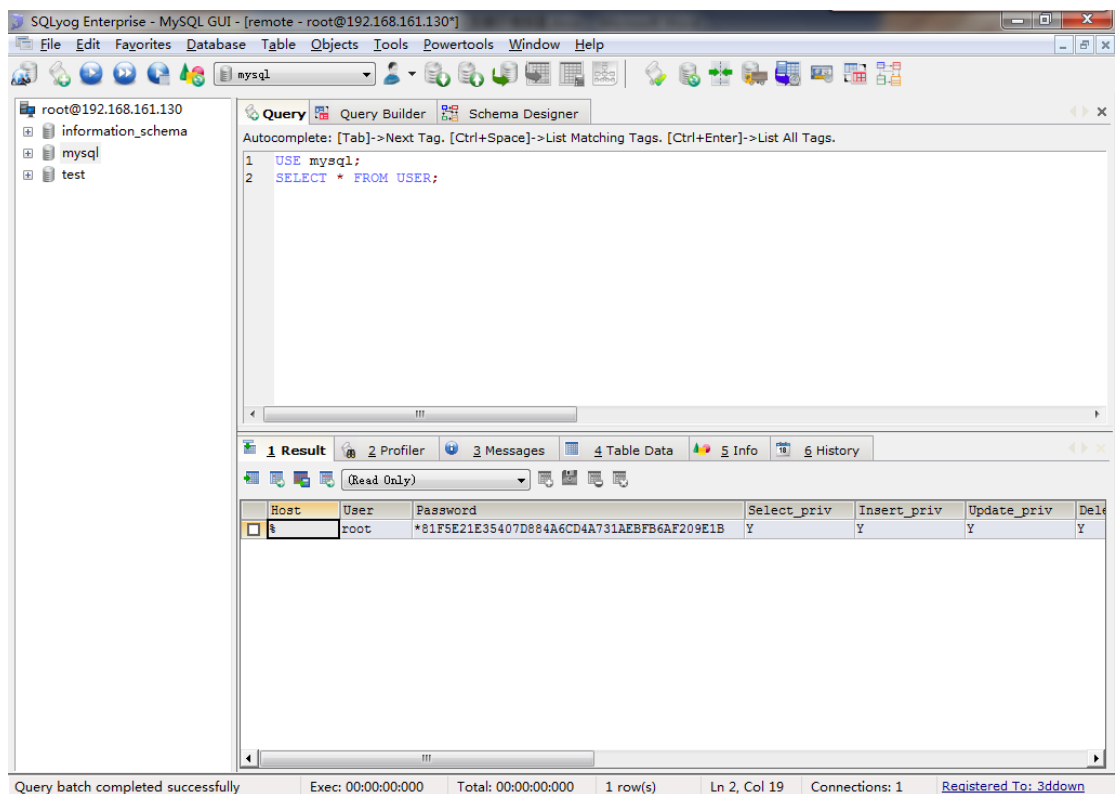 SQLyog Enterprise - MySQL GUI - [remote - root@192.168.161.130*]
File Edit Favorites Database Table Objects Tools Powertools Window Help
mysql
root@192.168.161.130
information_schema
mysql
test
Query Query Builder Schema Designer
Autocomplete: [Tab]->Next Tag. [Ctrl+Space]->List Matching Tags. [Ctrl+Enter]->List All Tags.
1 USE mysql;
2 SELECT * FROM USER;
1 Result 2 Profiler 3 Messages 4 Table Data 5 Info 6 History
(Read Only)
Host User Password Select_priv Insert_priv Update_priv Dele
% root *81F5E21E35407D884A6CD4A731AEBFB6AF209E1B Y Y Y Y
Query batch completed successfully Exec: 00:00:00:000 Total: 00:00:00:000 1 row(s) Ln 2, Col 19 Connections: 1 Registered To: 3ddown